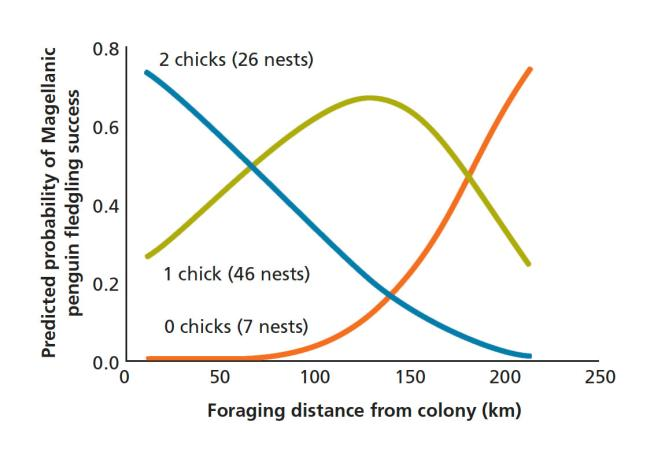 Predicted probability of Magellanic
penguin fledgling success
0.8
0.6
0.4
0.2
0.0
2 chicks (26 nests)
1 chick (46 nests)
0 chicks (7 nests)
0
50
100
150
200
250
Foraging distance from colony (km)